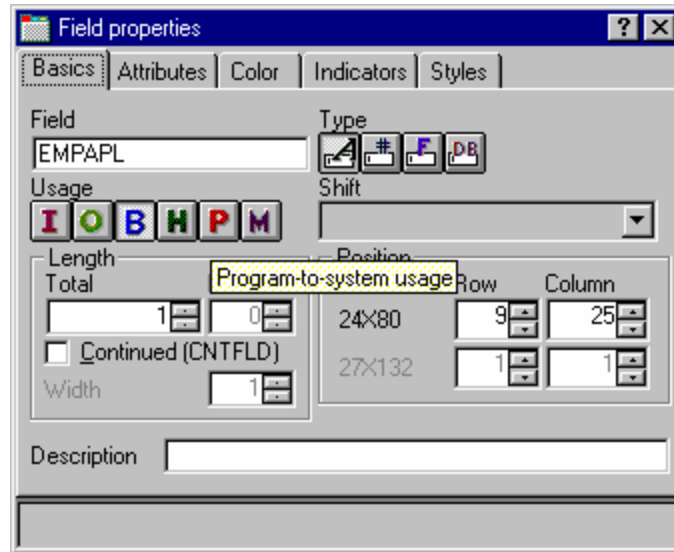 Field properties
Basics Attributes Color Indicators Styles
Field Type
EMPAPL # F DB
Usage Shift
I O B H P M
Length Position
Total Row Column
Program-to-system usage
1 0 24X80 9 25
Continued (CNTFLD) 27X132 1 1
Width 1
Description